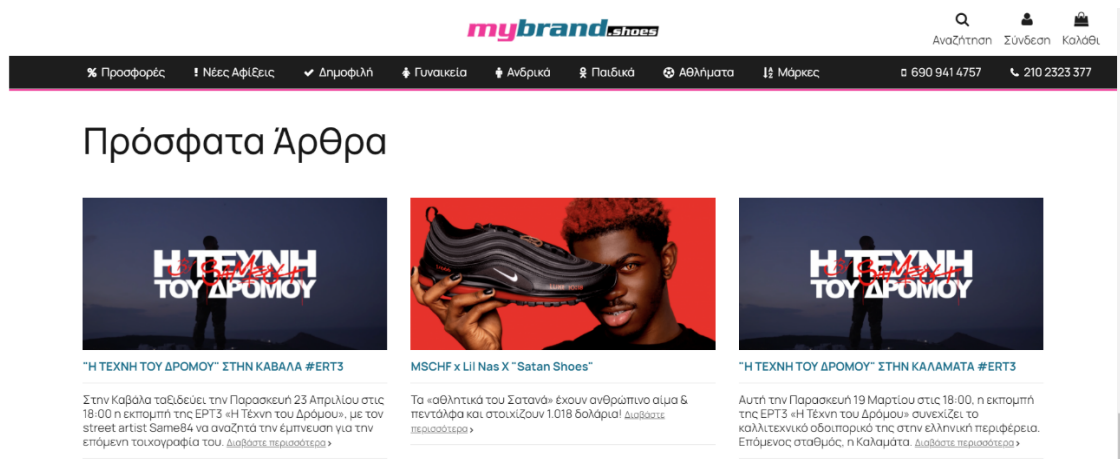 mybrand.shoes
Αναζήτηση Σύνδεση Καλάθι
% Προσφορές ! Νέες Αφίξεις Δημοφιλή Γυναικεία Ανδρικά Παιδικά Αθλήματα Μάρκες 690 941 4757 210 2323 377
Πρόσφατα Άρθρα
Η ΤΕΧΝΗ
ΤΟΥ ΔΡΟΜΟΥ
"Η ΤΕΧΝΗ ΤΟΥ ΔΡΟΜΟΥ" ΣΤΗΝ ΚΑΒΑΛΑ #ERT3
Στην Καβάλα ταξιδεύει την Παρασκευή 23 Απριλίου στις
18:00 η εκπομπή της ΕΡΤ3 «Η Τέχνη του Δρόμου», με τον
street artist Same84 να αναζητά την έμπνευση για την
επόμενη τοιχογραφία του. Διαβάστε περισσότερα >
MSCHF x Lil Nas X "Satan Shoes"
Τα «αθλητικά του Σατανά» έχουν ανθρώπινο αίμα &
πεντάλφα και στοιχίζουν 1.018 δολάρια! Διαβάστε
περισσότερα >
Η ΤΕΧΝΗ
ΤΟΥ ΔΡΟΜΟΥ
"Η ΤΕΧΝΗ ΤΟΥ ΔΡΟΜΟΥ" ΣΤΗΝ ΚΑΛΑΜΑΤΑ #ERT3
Αυτή την Παρασκευή 19 Μαρτίου στις 18:00, η εκπομπή
της ΕΡΤ3 «Η Τέχνη του Δρόμου» συνεχίζει το
καλλιτεχνικό οδοιπορικό της στην ελληνική περιφέρεια.
Επόμενος σταθμός, η Καλαμάτα. Διαβάστε περισσότερα >